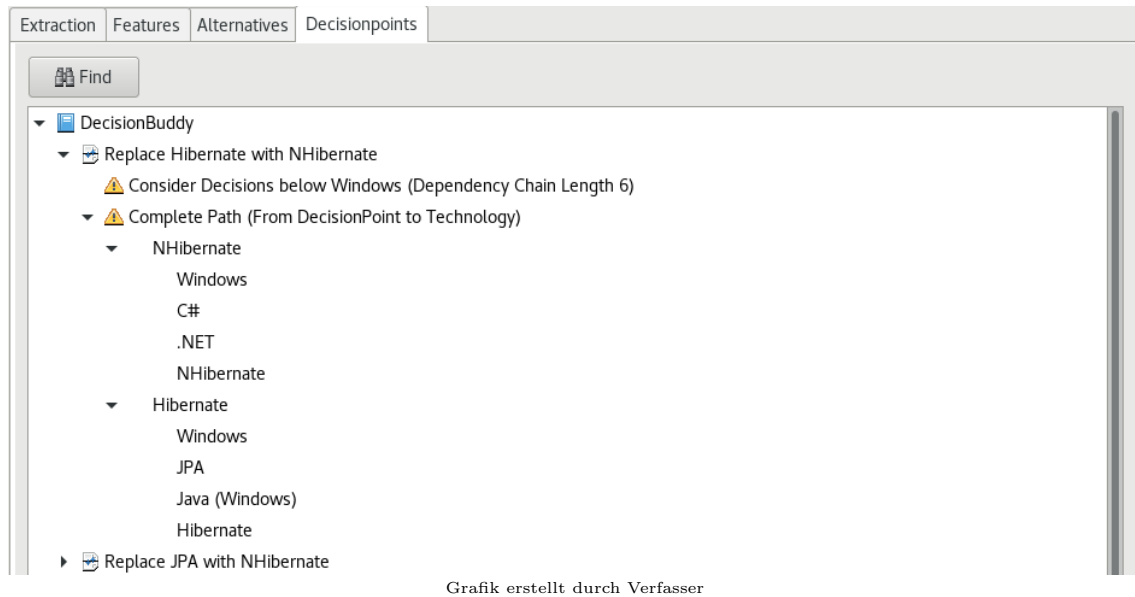 Extraction Features Alternatives Decisionpoints
Find
DecisionBuddy
Replace Hibernate with NHibernate
Consider Decisions below Windows (Dependency Chain Length 6)
Complete Path (From DecisionPoint to Technology)
NHibernate
Windows
C#
.NET
NHibernate
Hibernate
Windows
JPA
Java (Windows)
Hibernate
Replace JPA with NHibernate
Grafik erstellt durch Verfasser